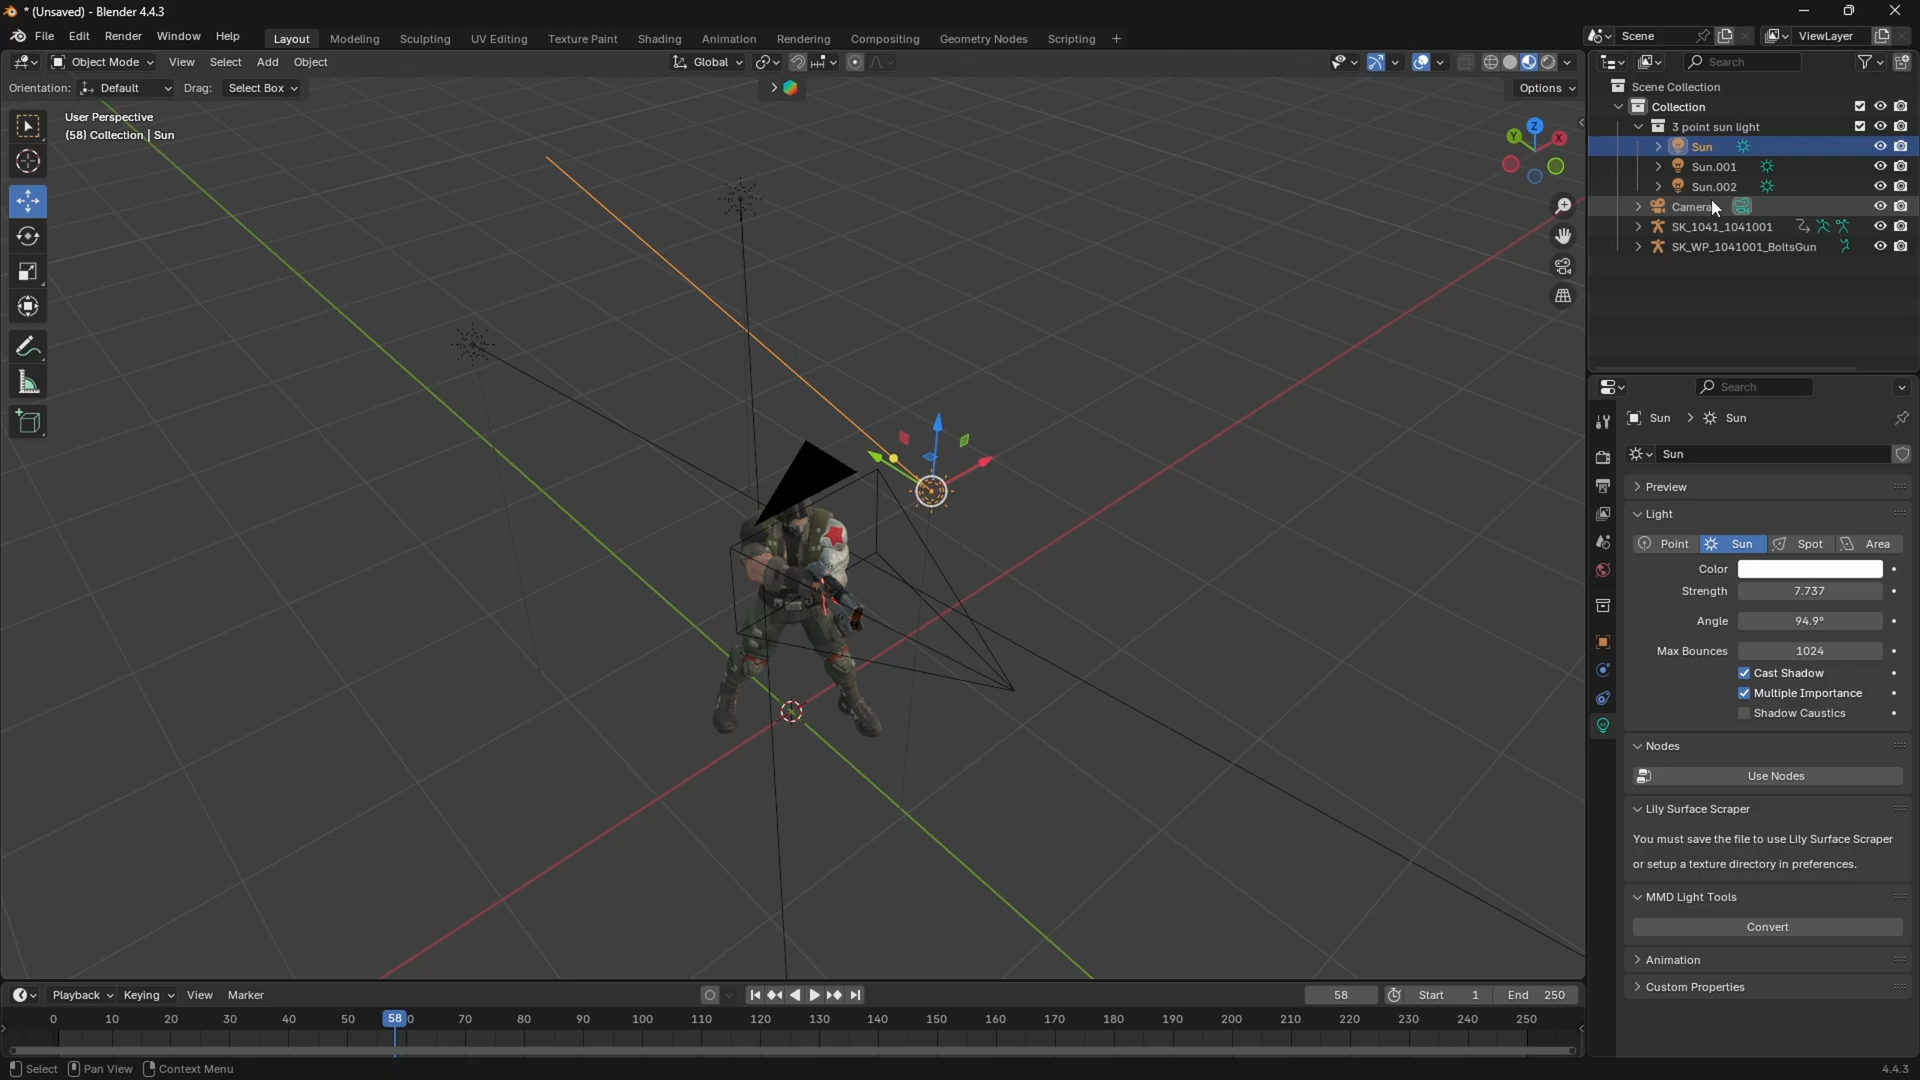 * (Unsaved) - Blender 4.4.3
File Edit Render Window Help
Layout Modeling Sculpting UV Editing Texture Paint Shading Animation Rendering Compositing Geometry Nodes Scripting +
Scene
ViewLayer
Object Mode View Select Add Object
Global
Orientation: Default Drag: Select Box
Options
User Perspective
(58) Collection | Sun
Z
Y
X
Search
Scene Collection
Collection
3 point sun light
Sun
Sun.001
Sun.002
Camera
SK_1041_1041001
SK_WP_1041001_BoltsGun
Search
Sun > Sun
Sun
Preview
Light
Point Sun Spot Area
Color
Strength 7.737
Angle 94.9°
Max Bounces 1024
Cast Shadow
Multiple Importance
Shadow Caustics
Nodes
Use Nodes
Lily Surface Scraper
You must save the file to use Lily Surface Scraper
or setup a texture directory in preferences.
MMD Light Tools
Convert
Animation
Custom Properties
Playback Keying View Marker
58 Start 1 End 250
0 10 20 30 40 50 58 70 80 90 100 110 120 130 140 150 160 170 180 190 200 210 220 230 240 250
Select Pan View Context Menu
4.4.3